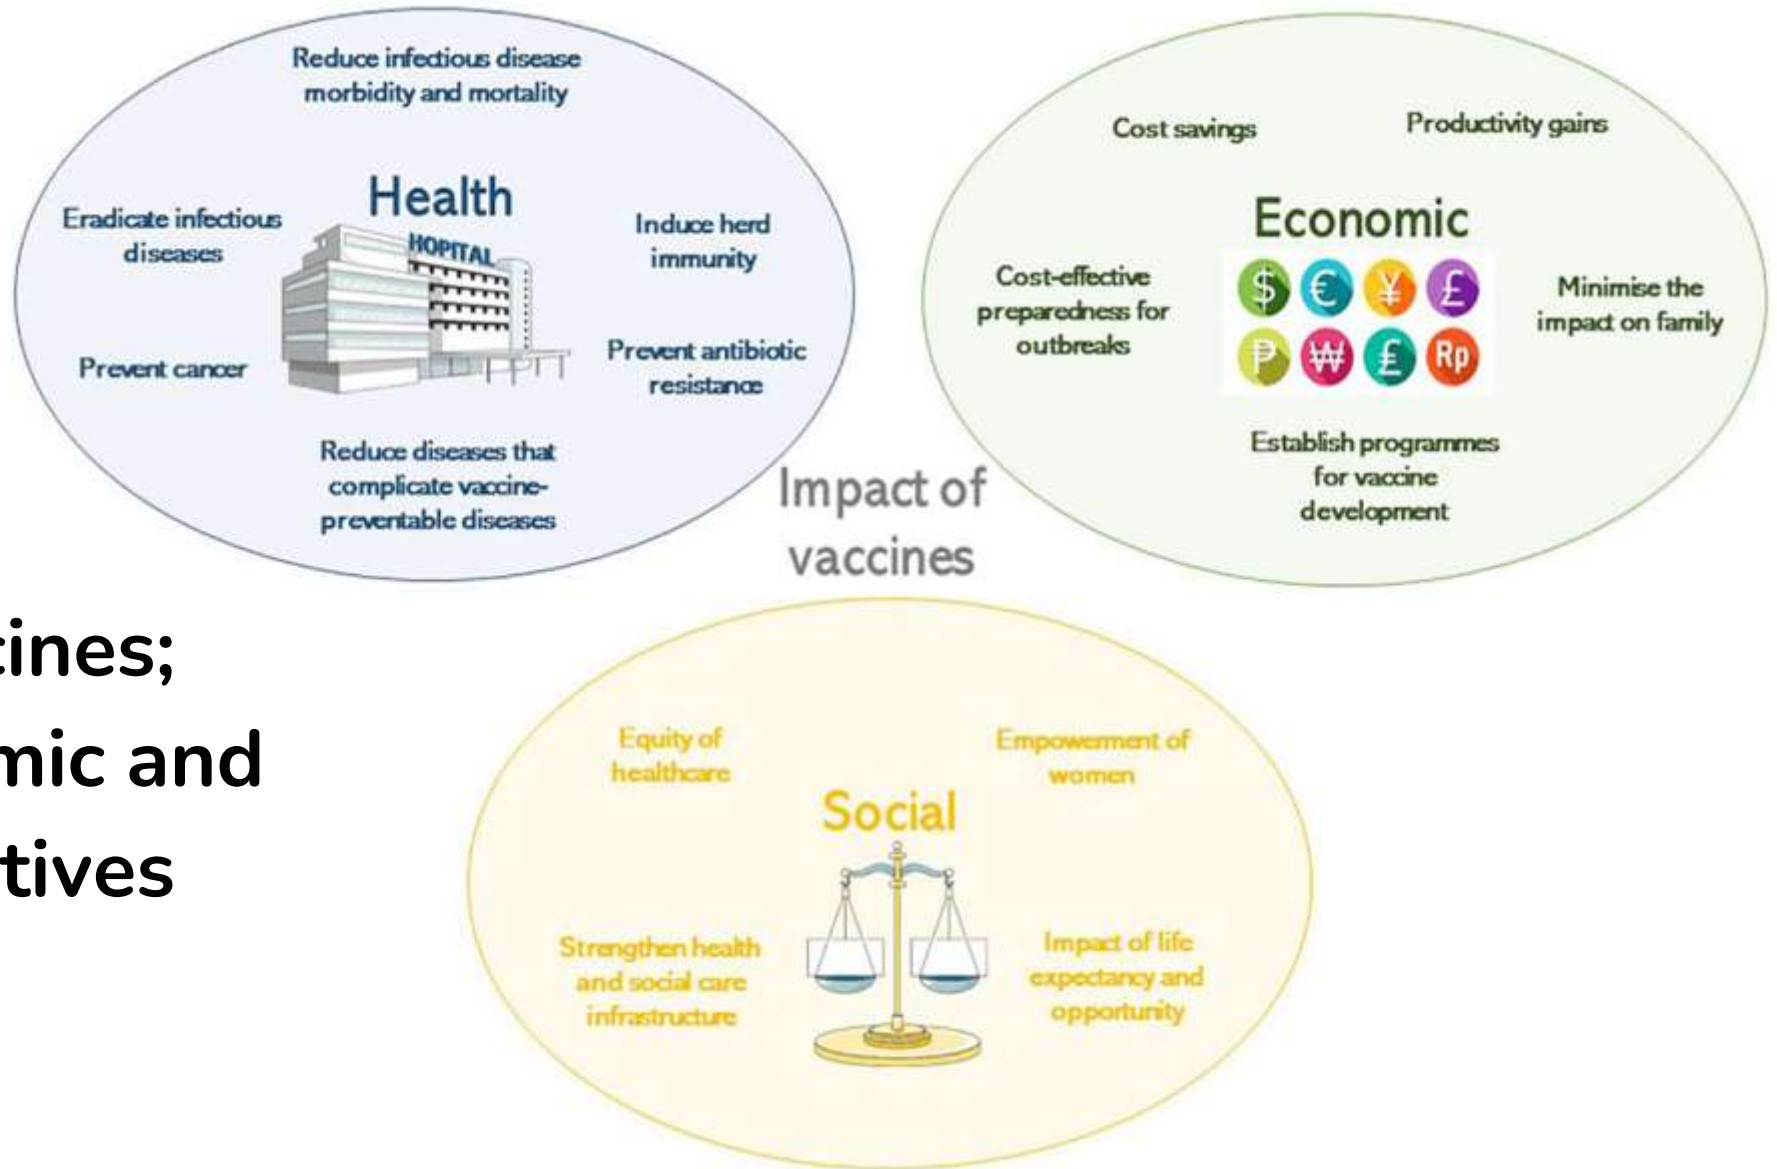 Reduce infectious disease
morbidity and mortality
Health
Eradicate infectious
diseases
HOPITAL
Induce herd
immunity
Prevent cancer
Prevent antibiotic
resistance
Reduce diseases that
complicate vaccine-
preventable diseases
Cost savings
Productivity gains
Economic
Cost-effective
preparedness for
outbreaks
$ € ¥ £
₱ ₩ £ Rp
Minimise the
impact on family
Establish programmes
for vaccine
development
Impact of
vaccines
cines;
mic and
tives
Equity of
healthcare
Empowerment of
women
Social
Strengthen health
and social care
infrastructure
Impact of life
expectancy and
opportunity